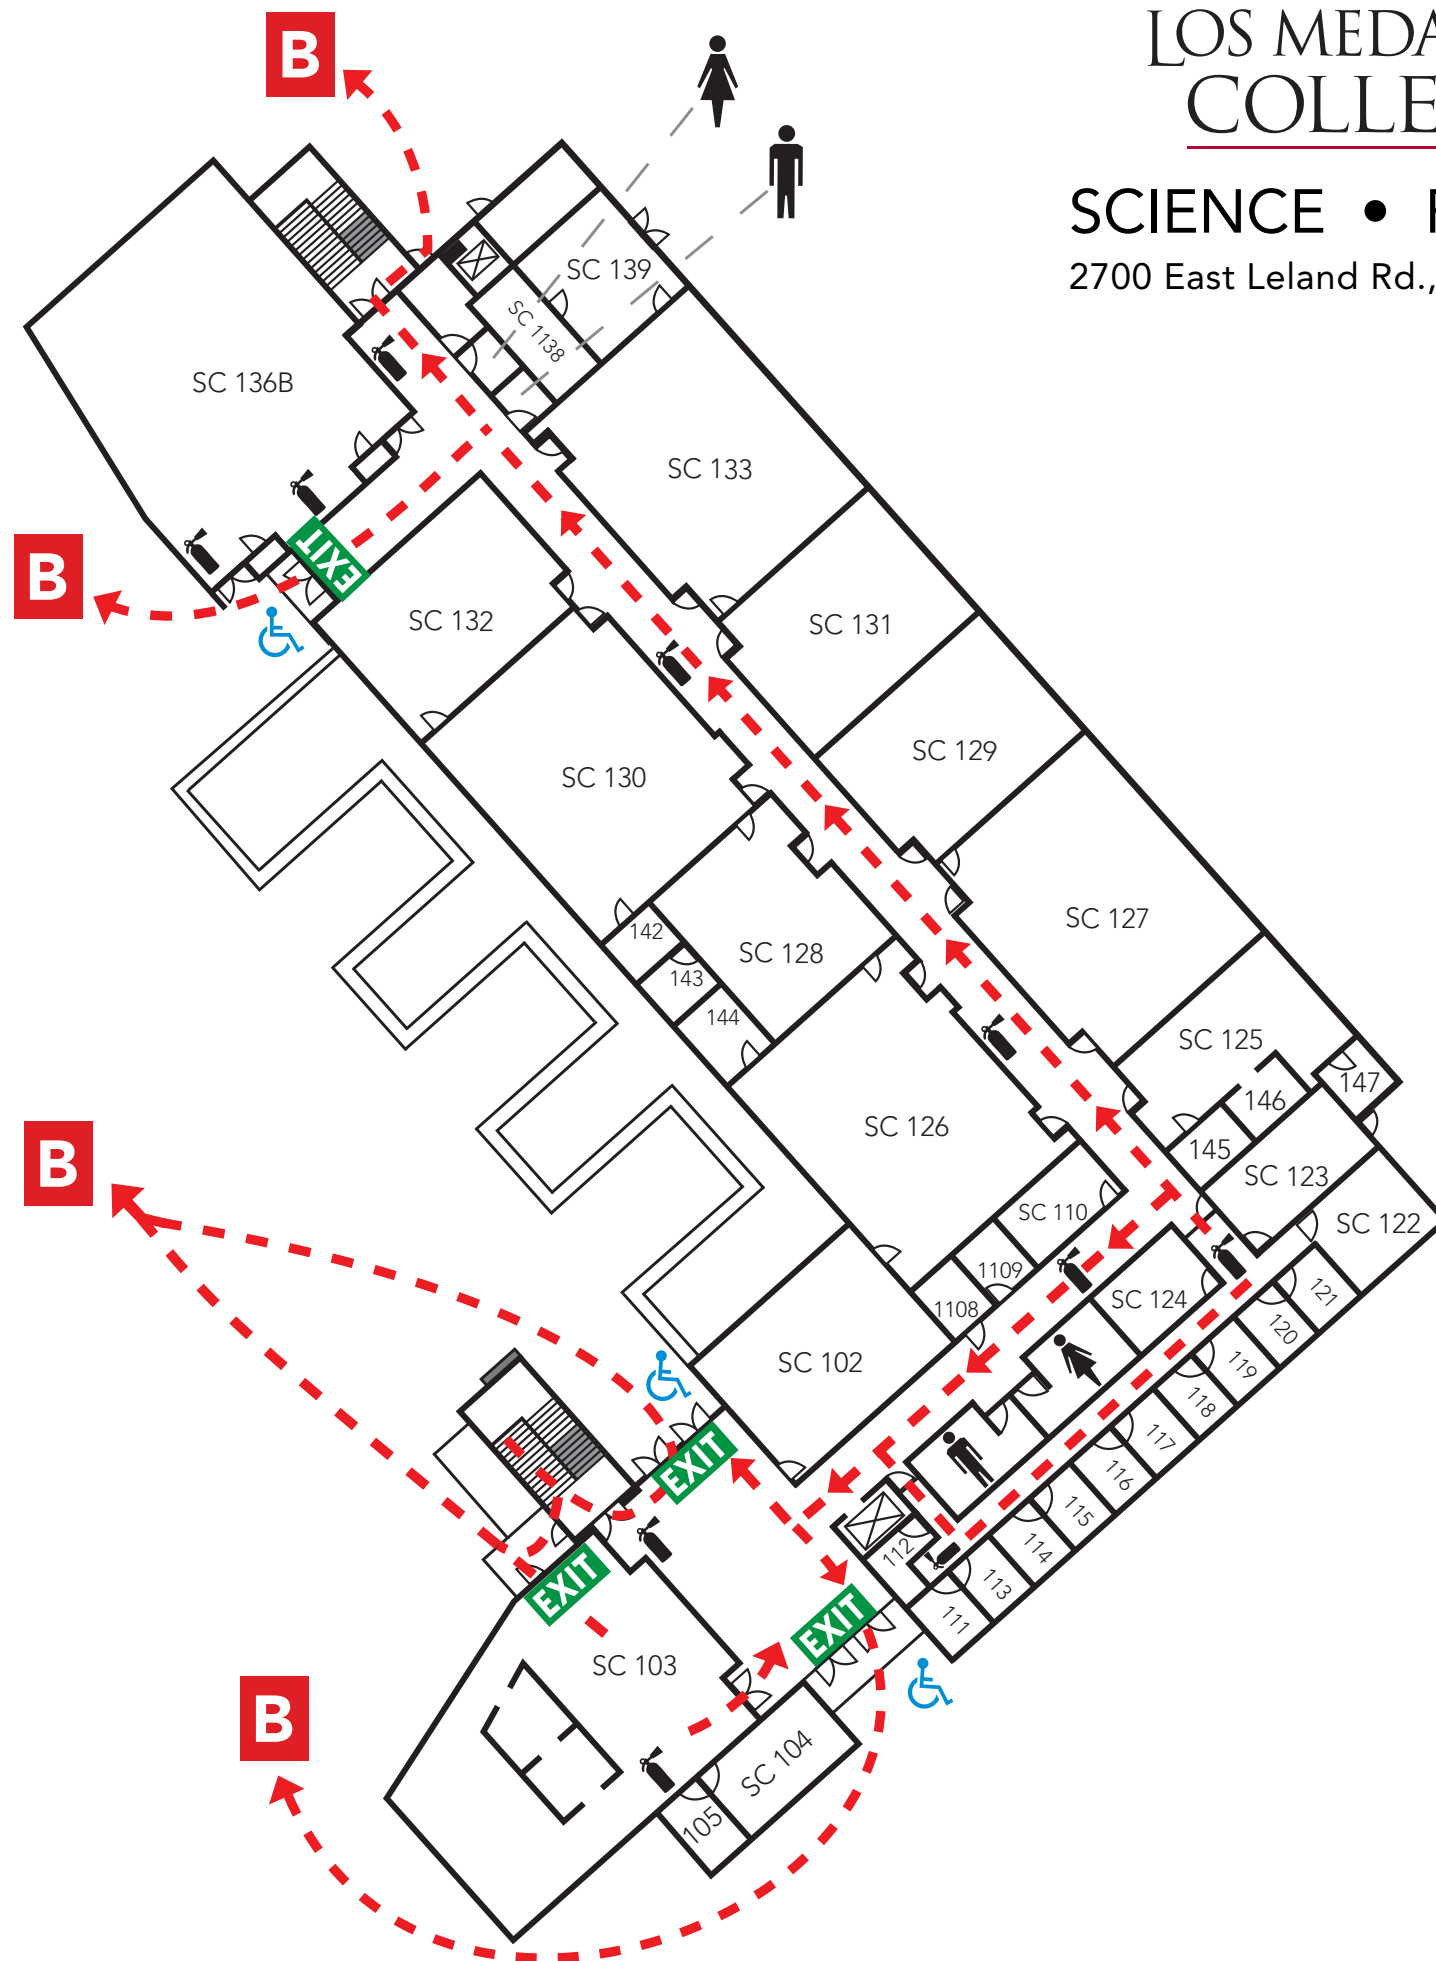 LOS MEDA
COLLE
SCIENCE •
2700 East Leland Rd.,
B
SC 139
SC 1138
SC 136B
SC 133
EXIT
B
SC 132
SC 131
SC 129
SC 130
SC 127
142
SC 128
143
144
SC 125
147
146
SC 126
145
B
SC 123
SC 110
SC 122
1109
121
SC 124
1108
120
SC 102
119
118
117
EXIT
116
115
112
114
EXIT
113
EXIT
111
SC 103
B
SC 104
105